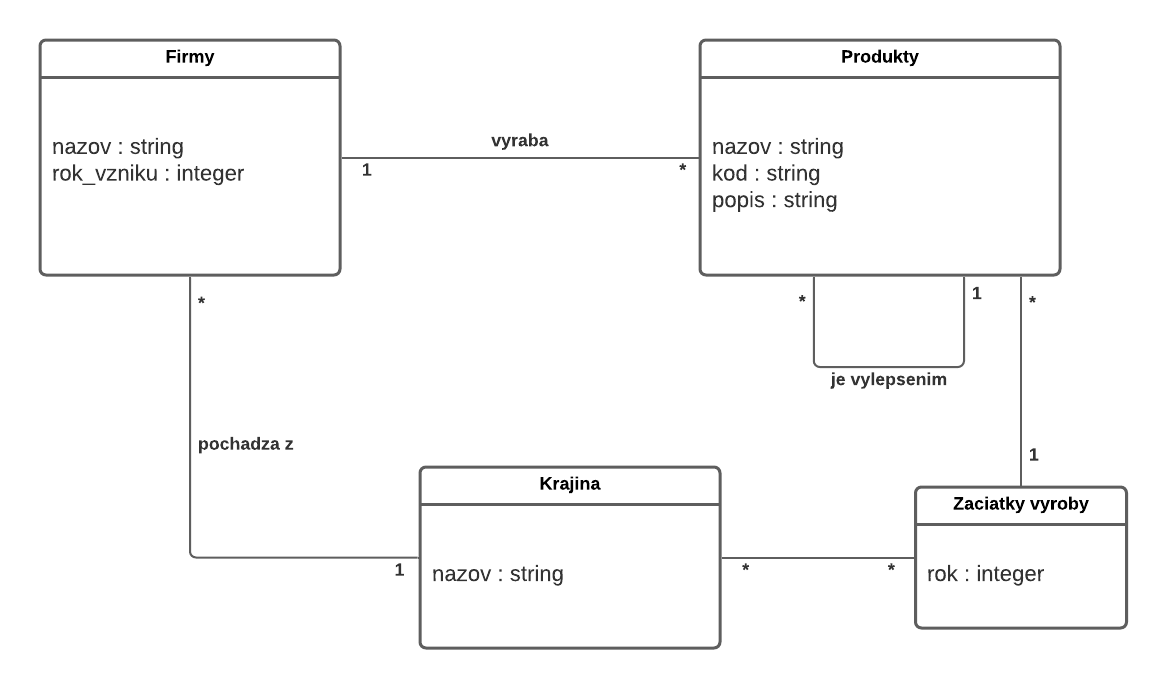 Firmy
nazov : string
rok_vzniku : integer
vyraba
1
*
Produkty
nazov : string
kod : string
popis : string
*
1
*
je vylepsenim
*
pochadza z
1
Krajina
nazov : string
1
*
*
Zaciatky vyroby
rok : integer